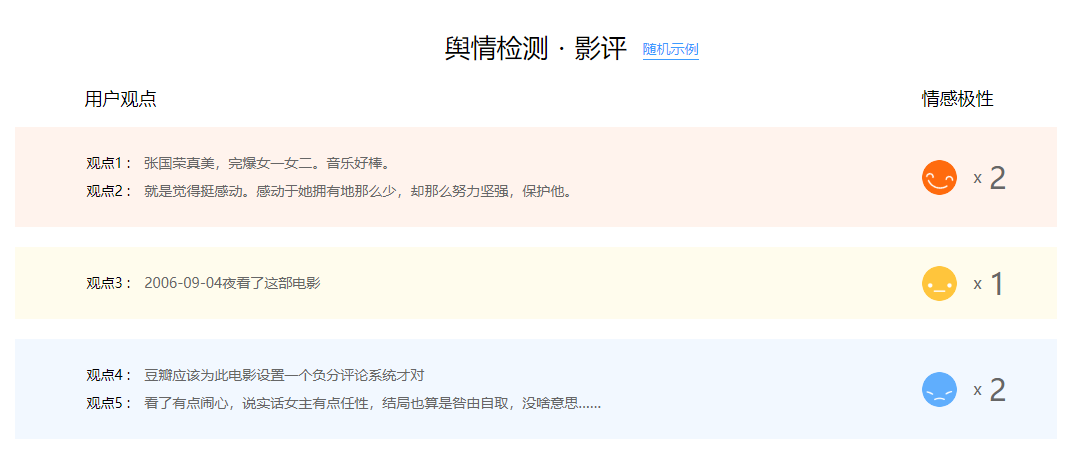 舆情检测 · 影评 随机示例
用户观点 情感极性
观点1： 张国荣真美，完爆女一女二。音乐好棒。
观点2： 就是觉得挺感动。感动于她拥有地那么少，却那么努力坚强，保护他。
x 2
观点3： 2006-09-04夜看了这部电影
x 1
观点4： 豆瓣应该为此电影设置一个负分评论系统才对
观点5： 看了有点闹心，说实话女主有点任性，结局也算是咎由自取，没啥意思......
x 2